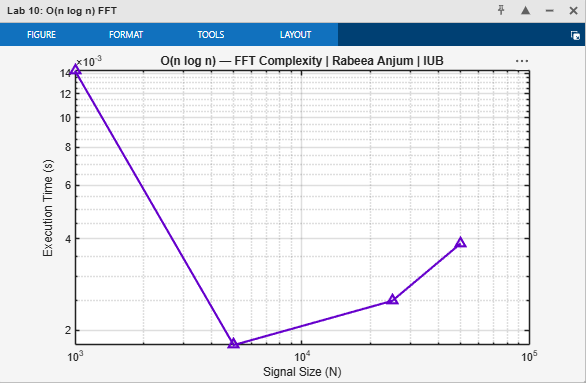 Lab 10: O(n log n) FFT
FIGURE FORMAT TOOLS LAYOUT
O(n log n) — FFT Complexity | Rabeea Anjum | IUB
×10⁻³
14
12
10
8
6
4
2
Execution Time (s)
10³ 10⁴ 10⁵
Signal Size (N)